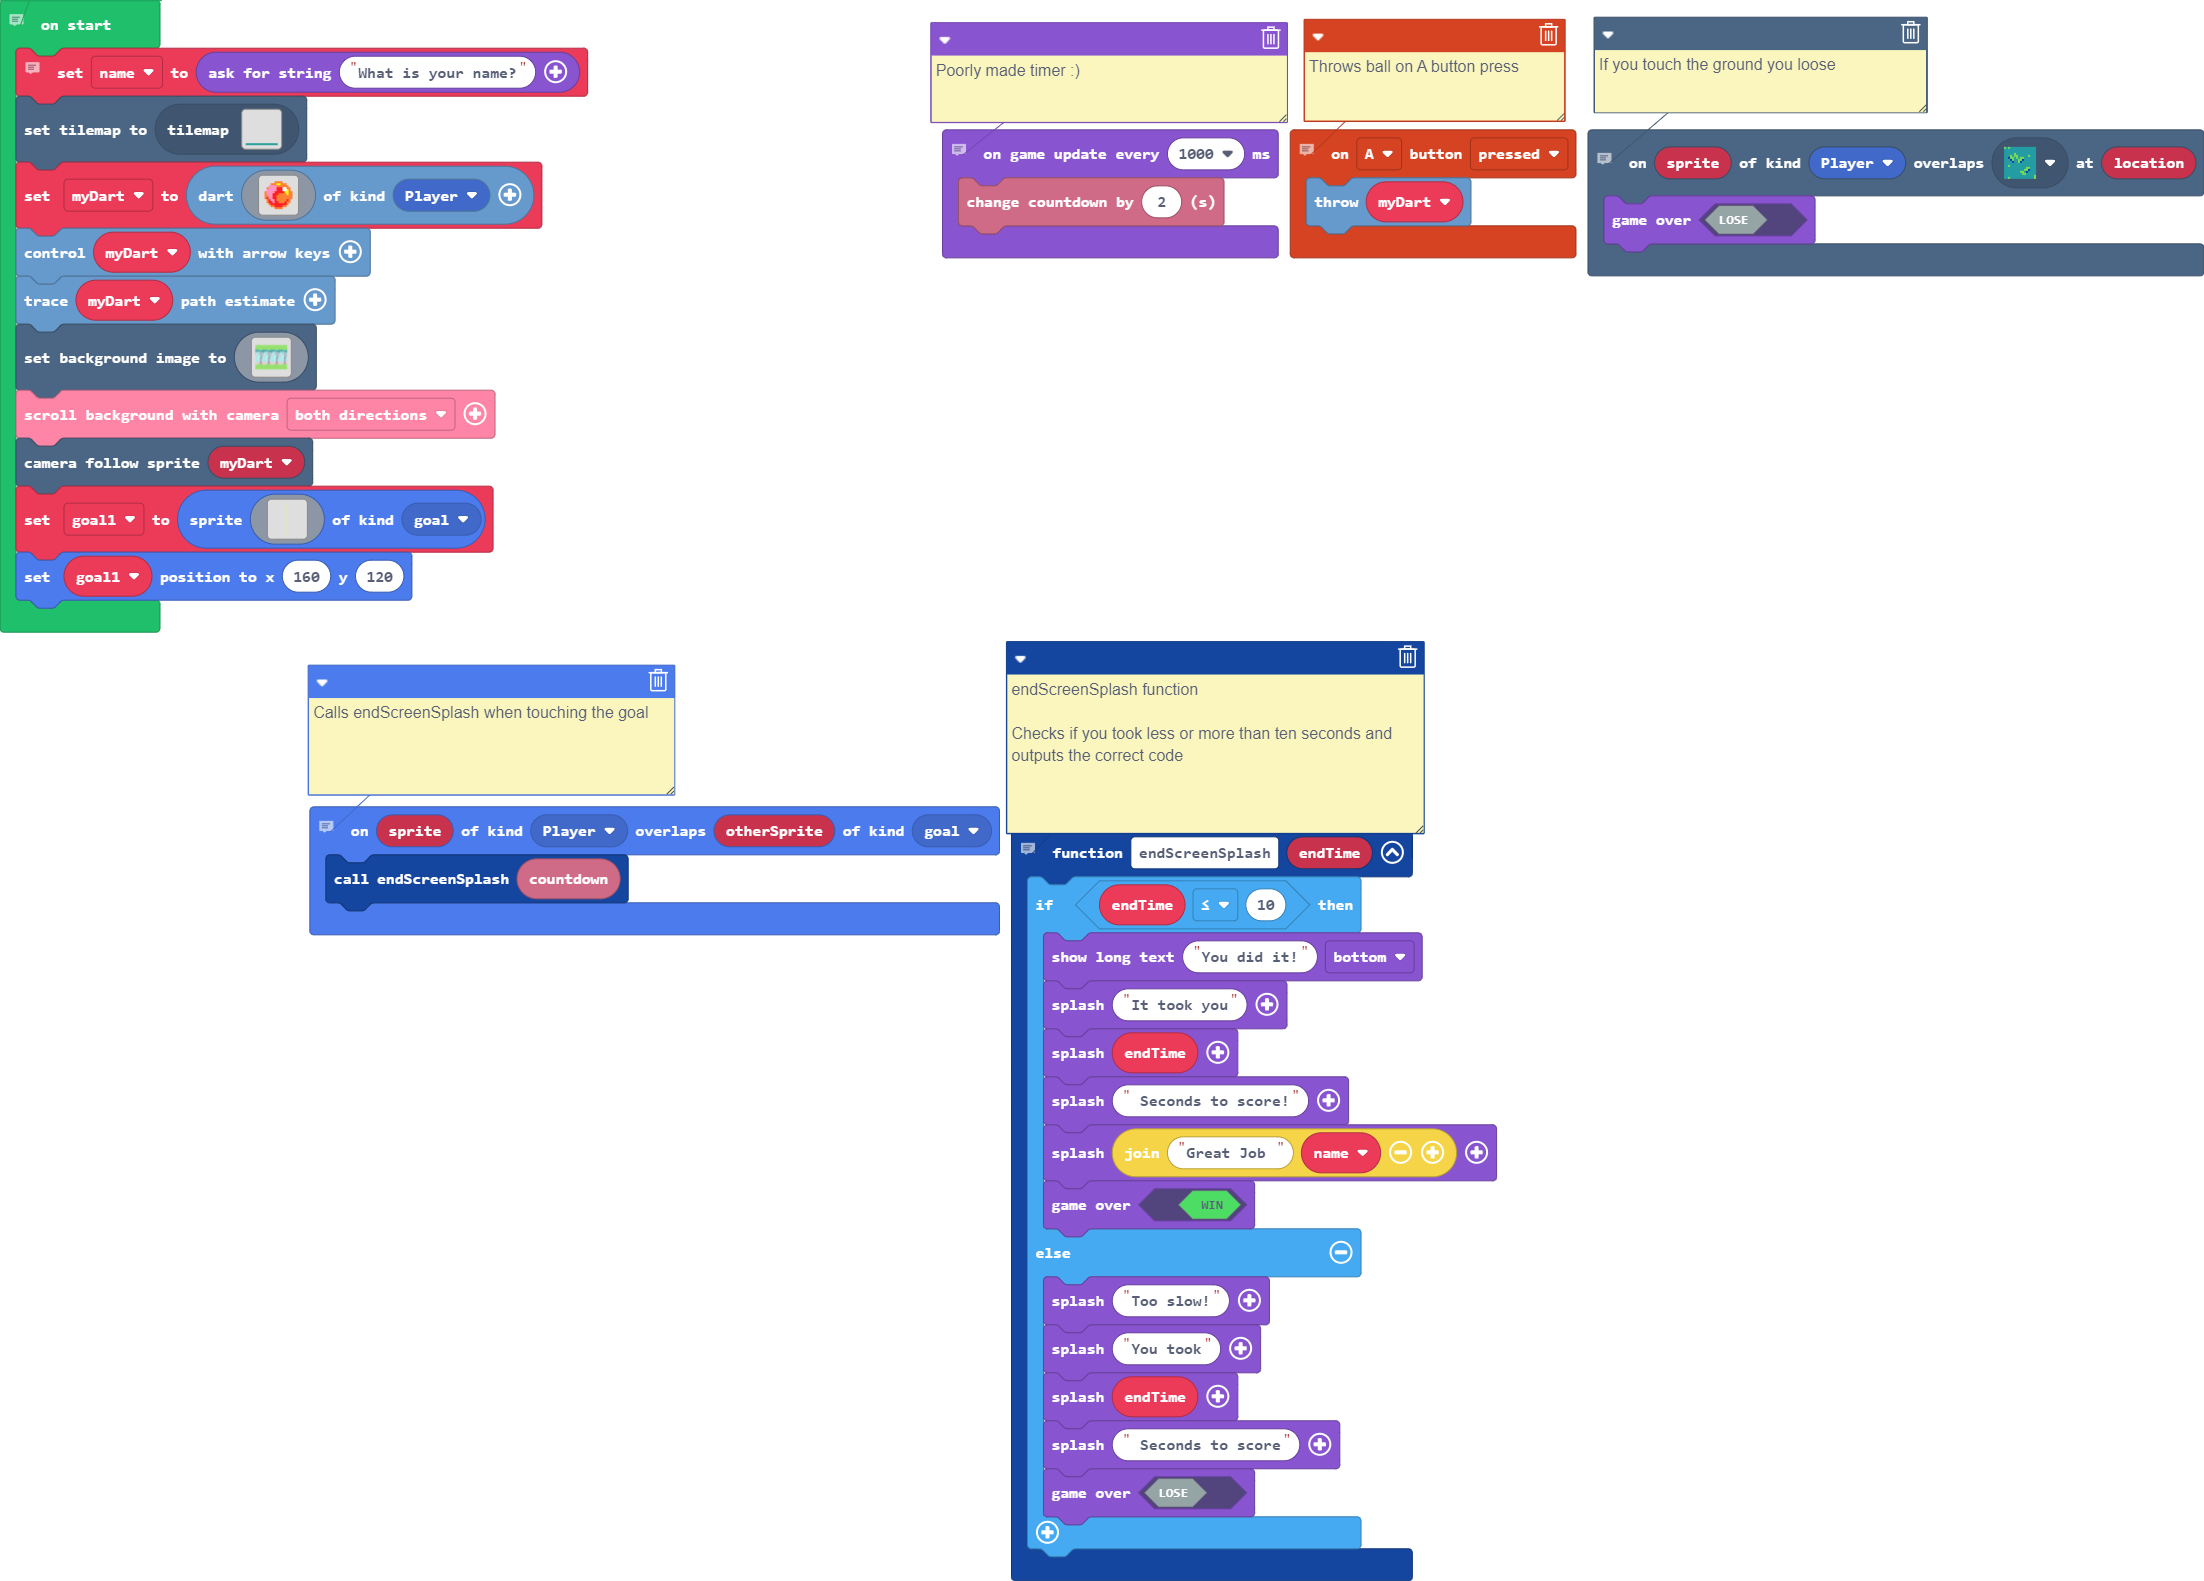 on start
set name to ask for string "What is your name?"
set tilemap to tilemap
set myDart to dart of kind Player
control myDart with arrow keys
trace myDart path estimate
set background image to
scroll background with camera both directions
camera follow sprite myDart
set goal1 to sprite of kind goal
set goal1 position to x 160 y 120
Poorly made timer :)
on game update every 1000 ms
change countdown by 2 (s)
Throws ball on A button press
on A button pressed
throw myDart
If you touch the ground you loose
on sprite of kind Player overlaps at location
game over LOSE
Calls endScreenSplash when touching the goal
on sprite of kind Player overlaps otherSprite of kind goal
call endScreenSplash countdown
endScreenSplash function
Checks if you took less or more than ten seconds and
outputs the correct code
function endScreenSplash endTime
if endTime ≤ 10 then
show long text "You did it!" bottom
splash "It took you"
splash endTime
splash " Seconds to score!"
splash join "Great Job " name
game over WIN
else
splash "Too slow!"
splash "You took"
splash endTime
splash " Seconds to score"
game over LOSE